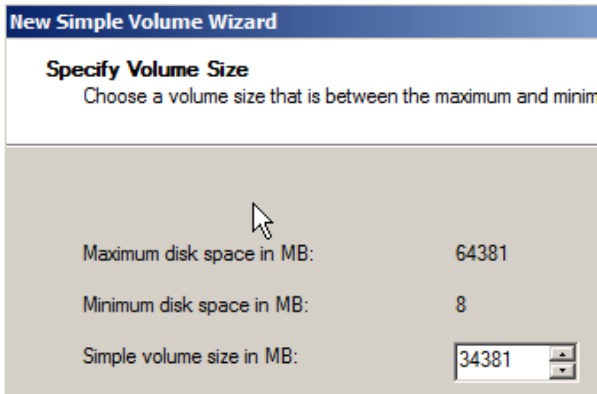 New Simple Volume Wizard
Specify Volume Size
Choose a volume size that is between the maximum and minim
Maximum disk space in MB: 64381
Minimum disk space in MB: 8
Simple volume size in MB: 34381